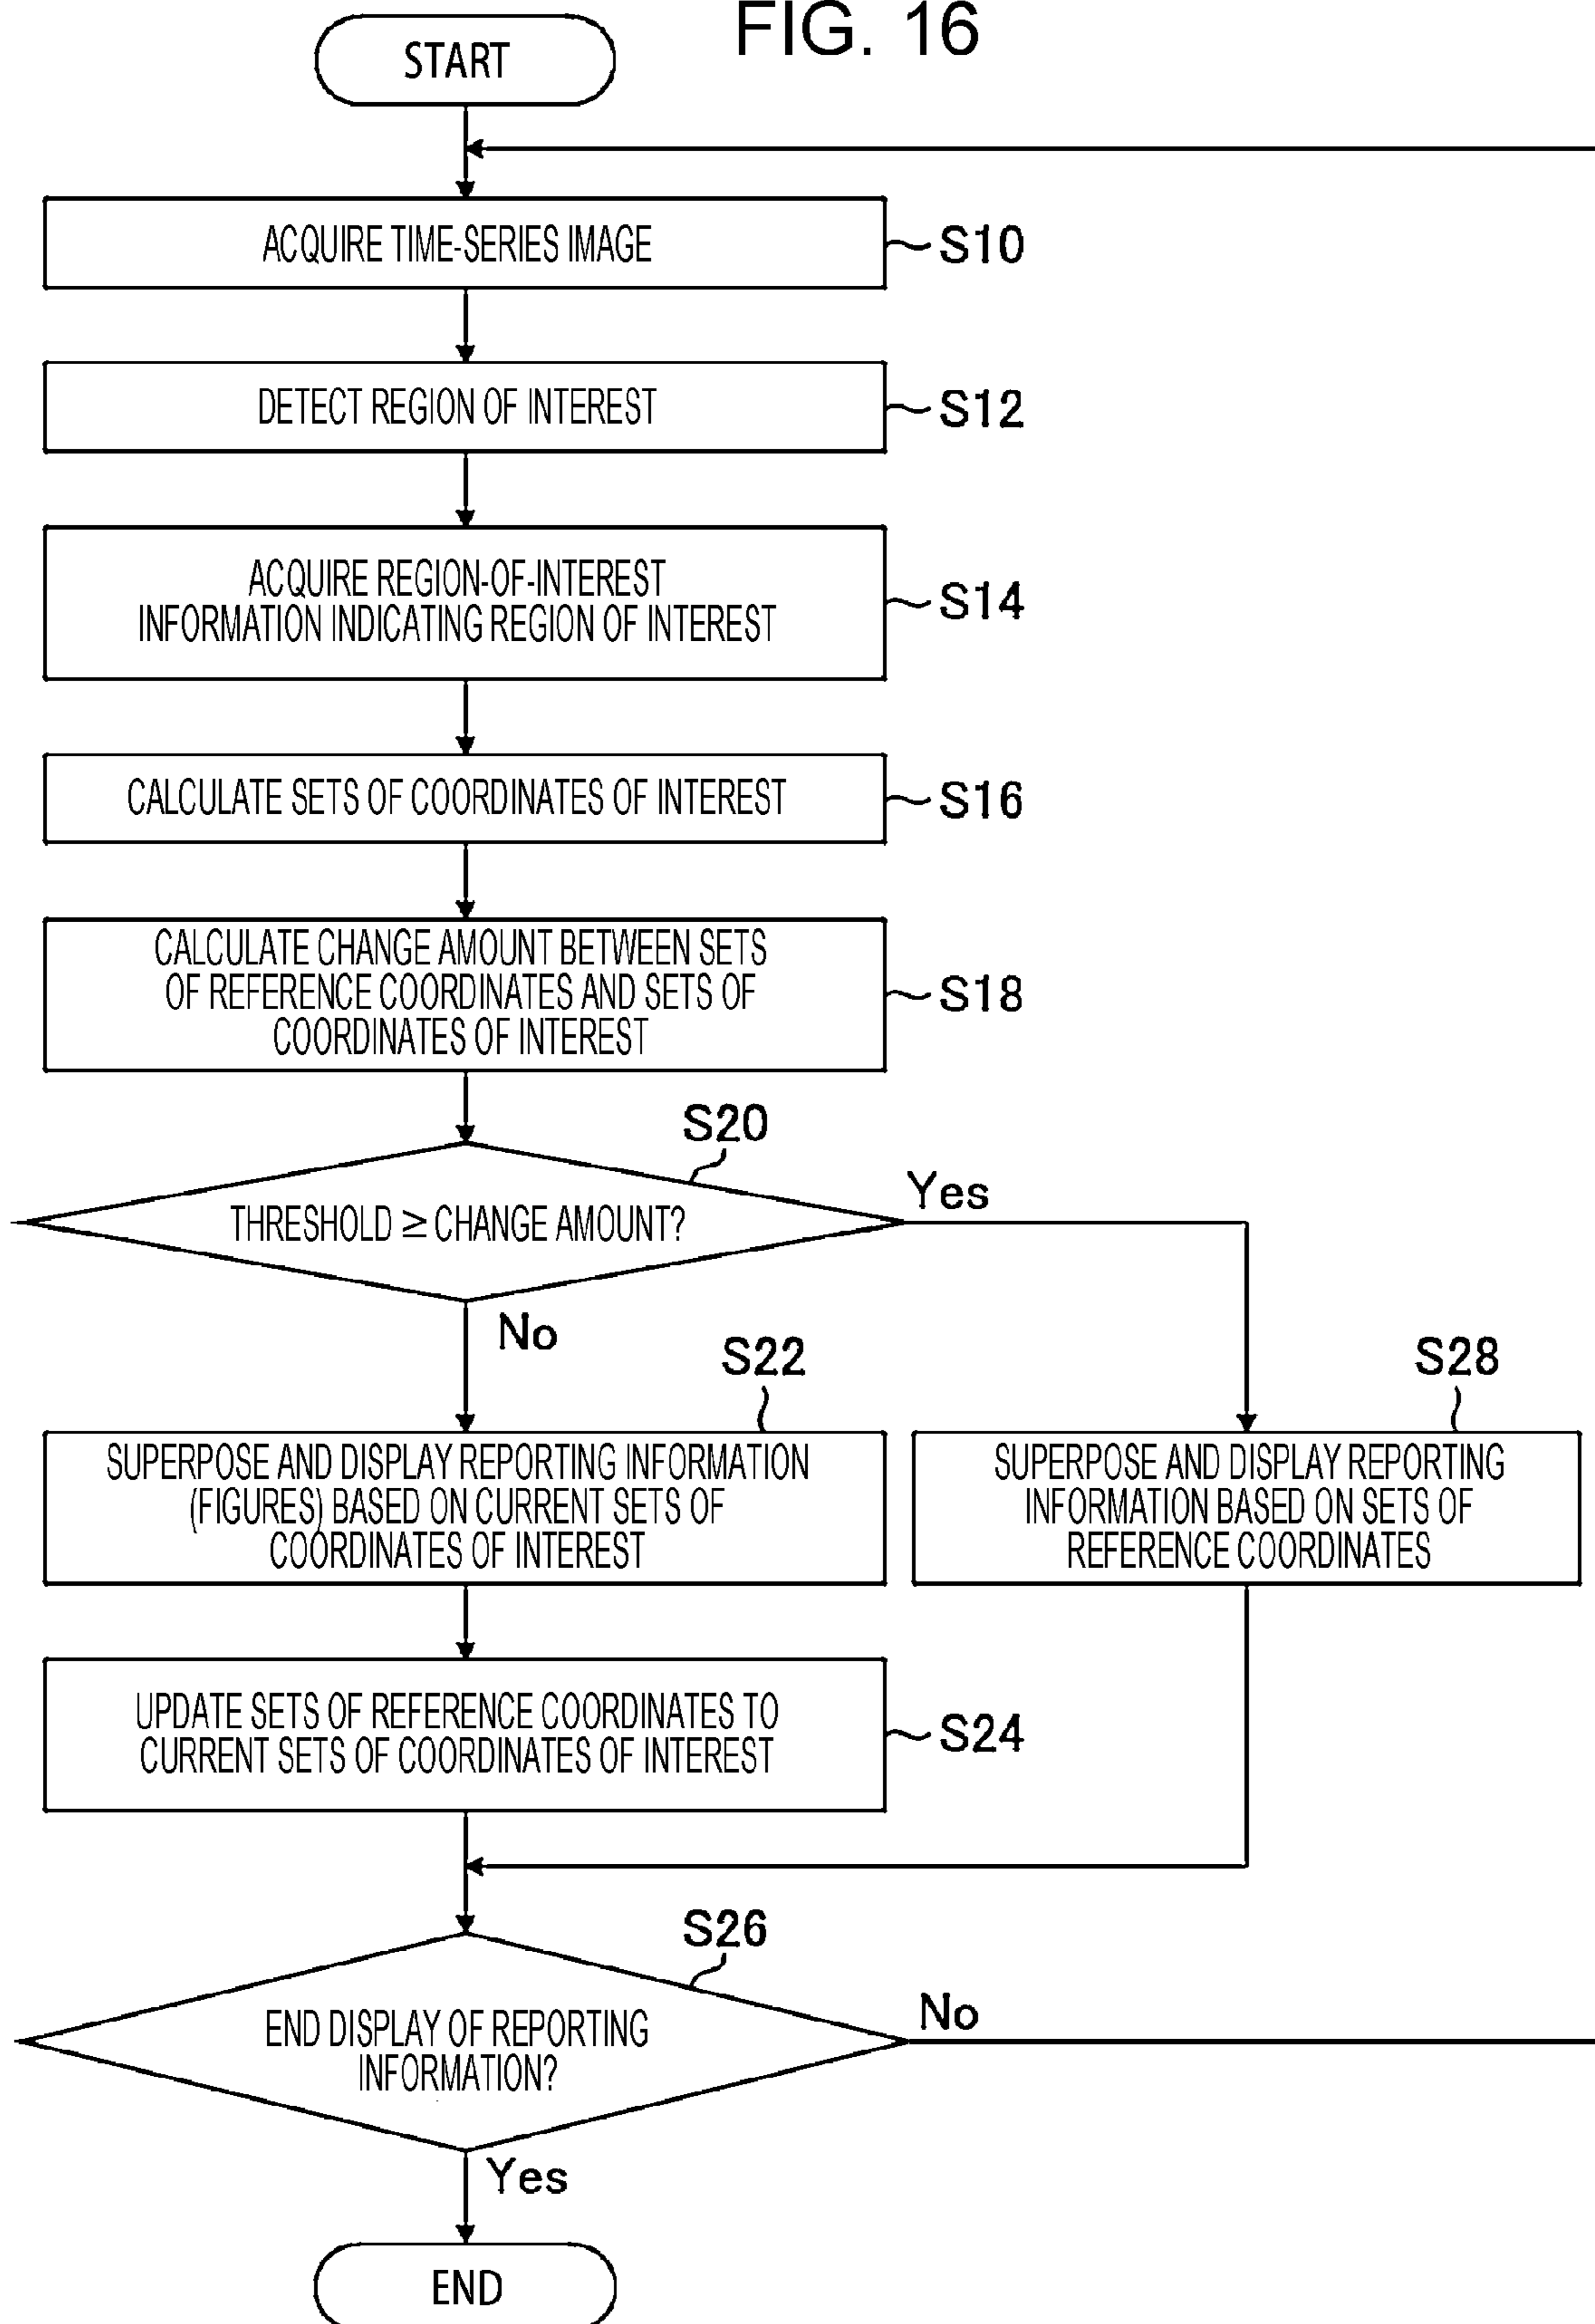 FIG. 16
START
ACQUIRE TIME-SERIES IMAGE
S10
DETECT REGION OF INTEREST
S12
ACQUIRE REGION-OF-INTEREST
INFORMATION INDICATING REGION OF INTEREST
S14
CALCULATE SETS OF COORDINATES OF INTEREST
S16
CALCULATE CHANGE AMOUNT BETWEEN SETS
OF REFERENCE COORDINATES AND SETS OF
COORDINATES OF INTEREST
S18
S20
THRESHOLD ≥ CHANGE AMOUNT?
Yes
No
S22
SUPERPOSE AND DISPLAY REPORTING INFORMATION
(FIGURES) BASED ON CURRENT SETS OF
COORDINATES OF INTEREST
S28
SUPERPOSE AND DISPLAY REPORTING
INFORMATION BASED ON SETS OF
REFERENCE COORDINATES
UPDATE SETS OF REFERENCE COORDINATES TO
CURRENT SETS OF COORDINATES OF INTEREST
S24
S26
END DISPLAY OF REPORTING
INFORMATION?
No
Yes
END